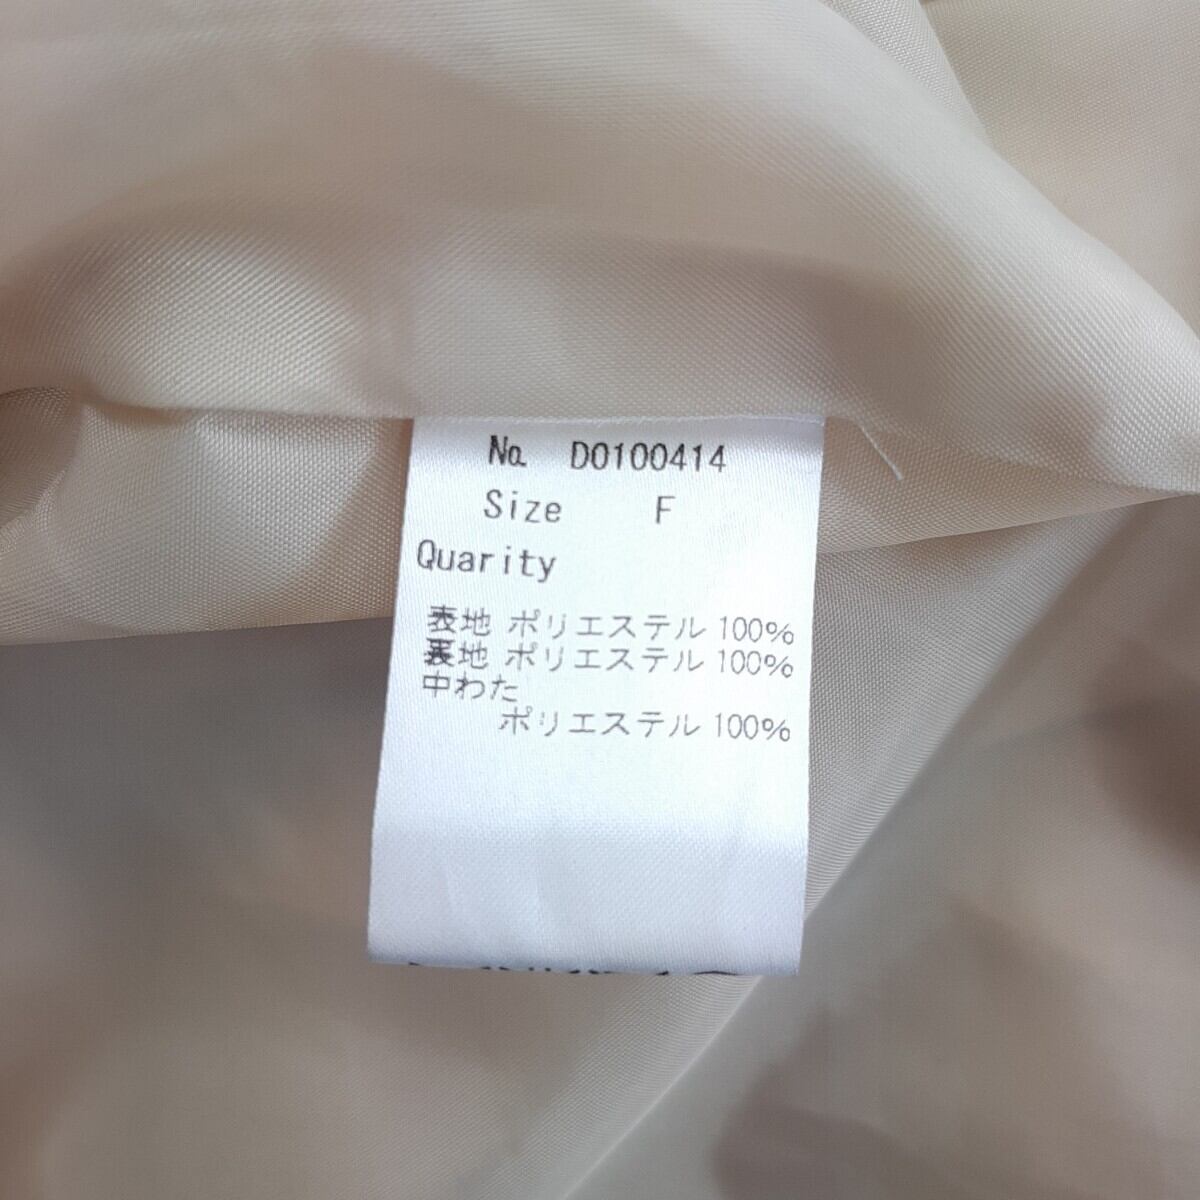 No. D0100414
Size F
Quarity
表地 ポリエステル 100%
裏地 ポリエステル 100%
中わた
ポリエステル 100%